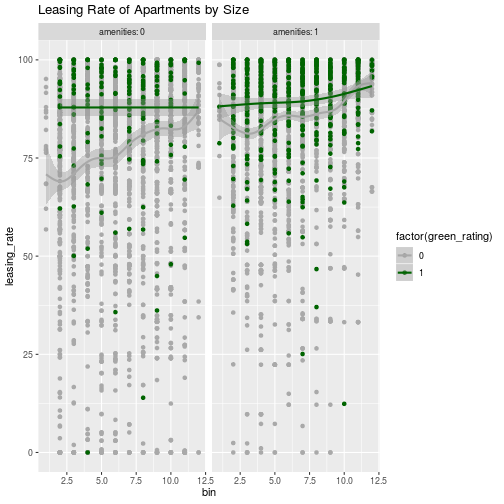 Leasing Rate of Apartments by Size
amenities: 0
amenities: 1
100
75
50
25
0
leasing_rate
2.5 5.0 7.5 10.0 12.5
2.5 5.0 7.5 10.0 12.5
bin
factor(green_rating)
0
1